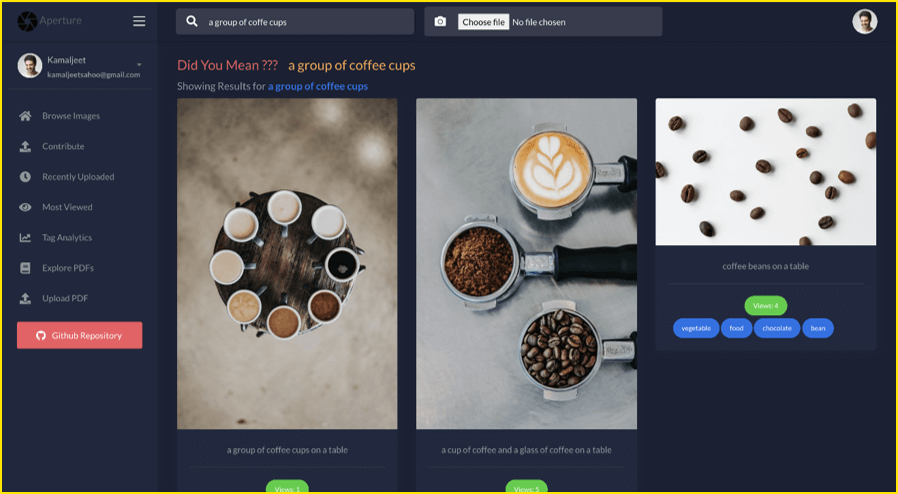 Aperture
a group of coffe cups
Choose file No file chosen
Kamaljeet
kamaljeetsahoo@gmail.com
Browse Images
Contribute
Recently Uploaded
Most Viewed
Tag Analytics
Explore PDFs
Upload PDF
Github Repository
Did You Mean ??? a group of coffee cups
Showing Results for a group of coffee cups
a group of coffee cups on a table
Views: 1
a cup of coffee and a glass of coffee on a table
Views: 5
coffee beans on a table
Views: 4
vegetable food chocolate bean